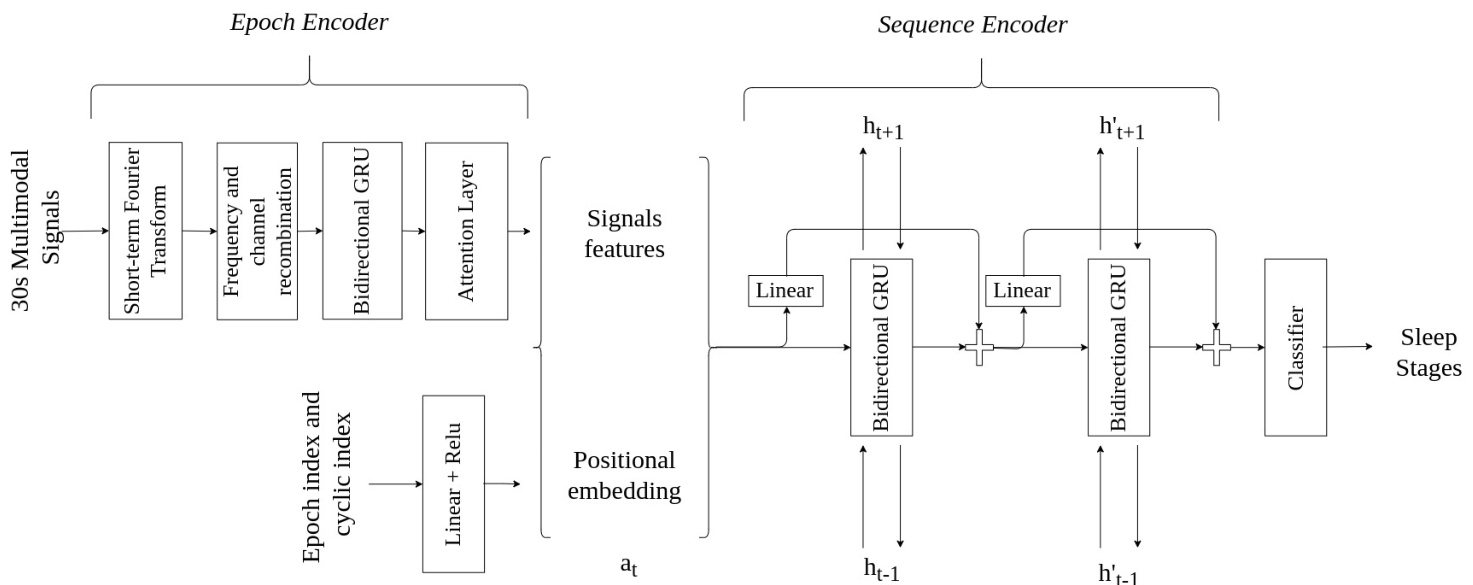 Epoch Encoder
Sequence Encoder
30s Multimodal
Signals
Short-term Fourier
Transform
Frequency and
channel
recombination
Bidirectional GRU
Attention Layer
Signals
features
Epoch index and
cyclic index
Linear + Relu
Positional
embedding
a_t
Linear
h_{t+1}
Bidirectional GRU
h_{t-1}
Linear
h'_{t+1}
Bidirectional GRU
h'_{t-1}
Classifier
Sleep
Stages